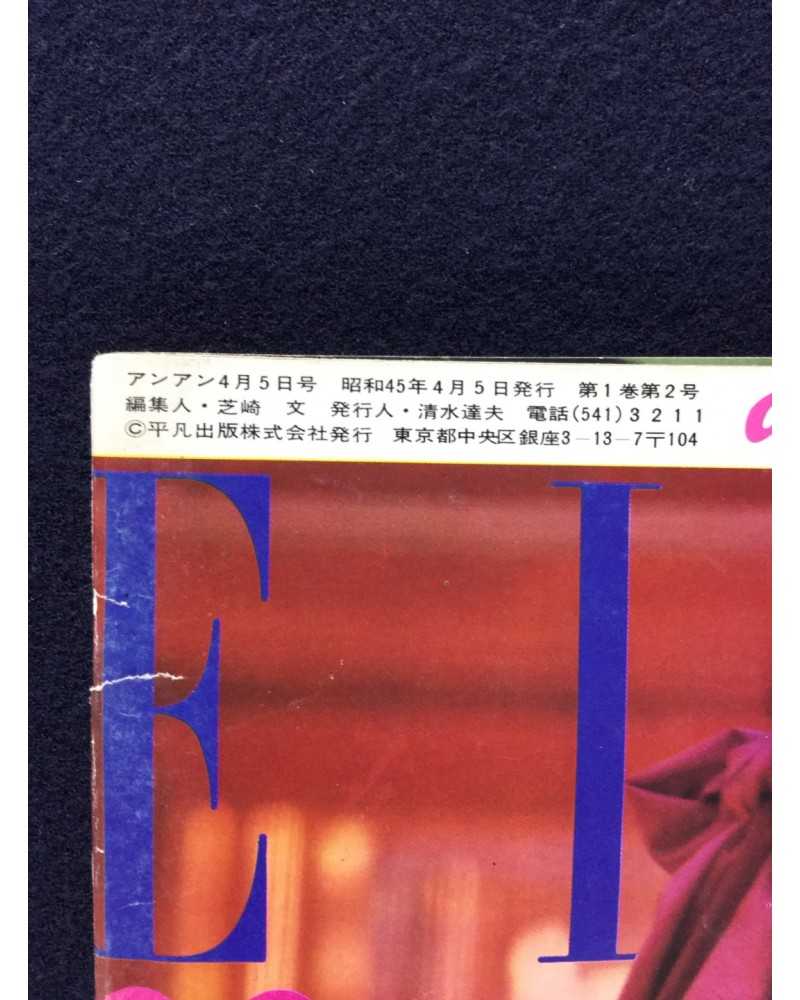 アンアン4月5日号 昭和45年4月5日発行 第1巻第2号
編集人・芝崎 文 発行人・清水達夫 電話(541)3211
©平凡出版株式会社発行 東京都中央区銀座3-13-7〒104
E L